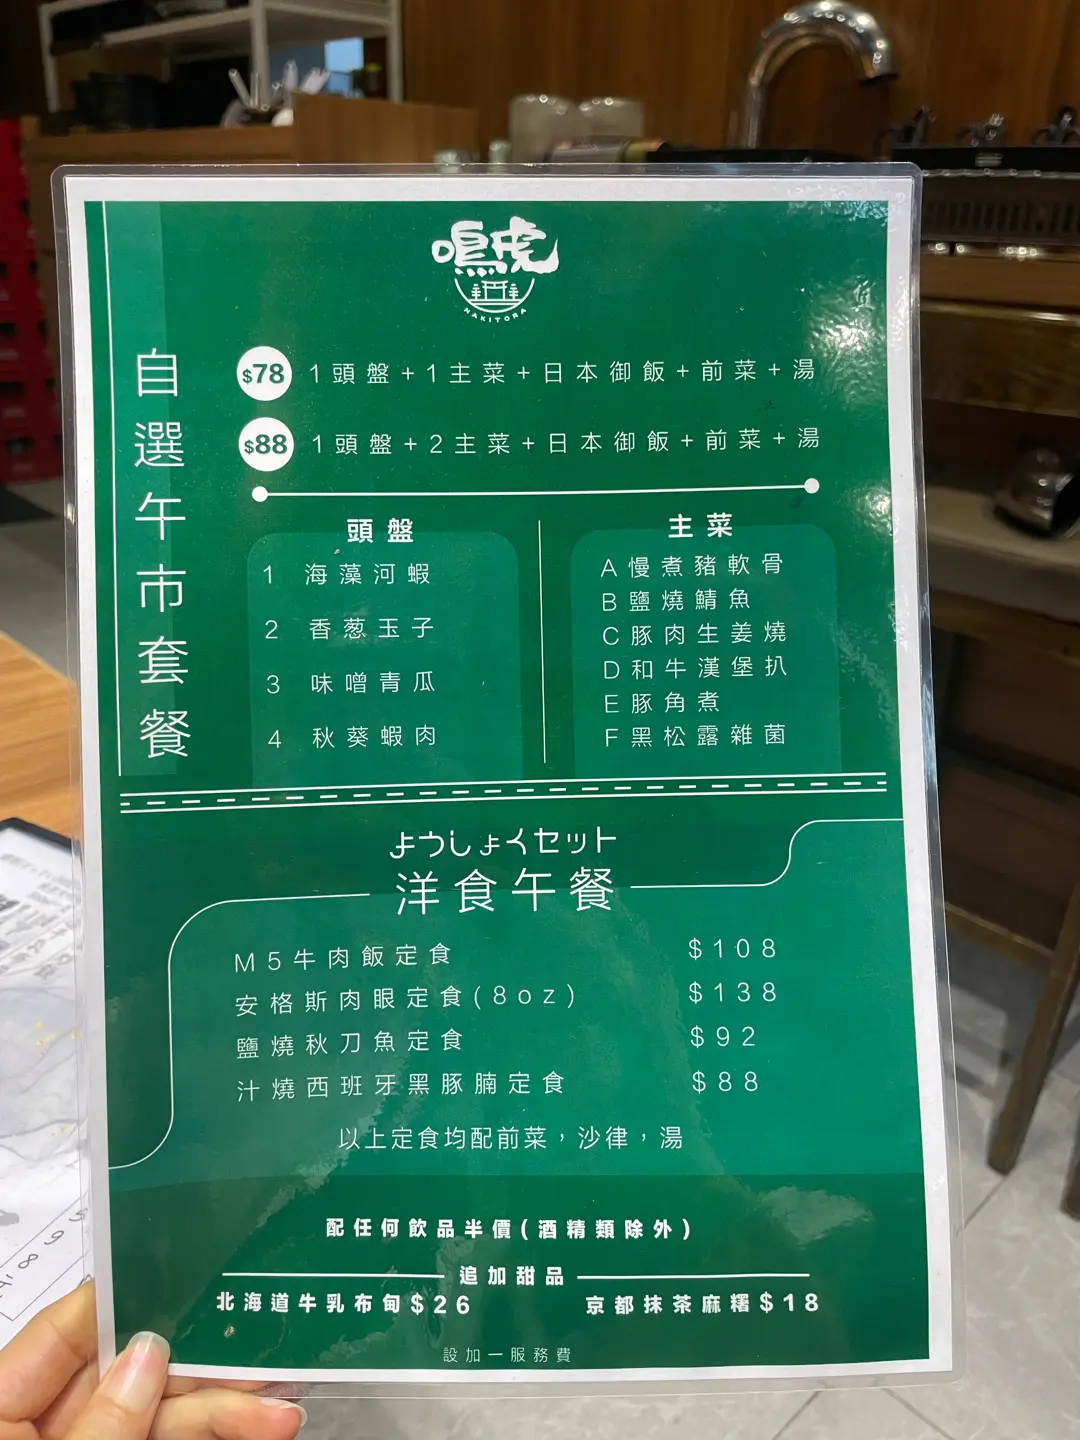 鳴虎
NAKITORA
自選午市套餐
$78 1頭盤+1主菜+日本御飯+前菜+湯
$88 1頭盤+2主菜+日本御飯+前菜+湯
頭盤
1 海藻河蝦
2 香葱玉子
3 味噌青瓜
4 秋葵蝦肉
主菜
A 慢煮豬軟骨
B 鹽燒鯖魚
C 豚肉生姜燒
D 和牛漢堡扒
E 豚角煮
F 黑松露雜菌
ようしょくセット
洋食午餐
M5牛肉飯定食 $108
安格斯肉眼定食(8oz) $138
鹽燒秋刀魚定食 $92
汁燒西班牙黑豚腩定食 $88
以上定食均配前菜，沙律，湯
配任何飲品半價(酒精類除外)
追加甜品
北海道牛乳布甸$26 京都抹茶麻糬$18
設加一服務費